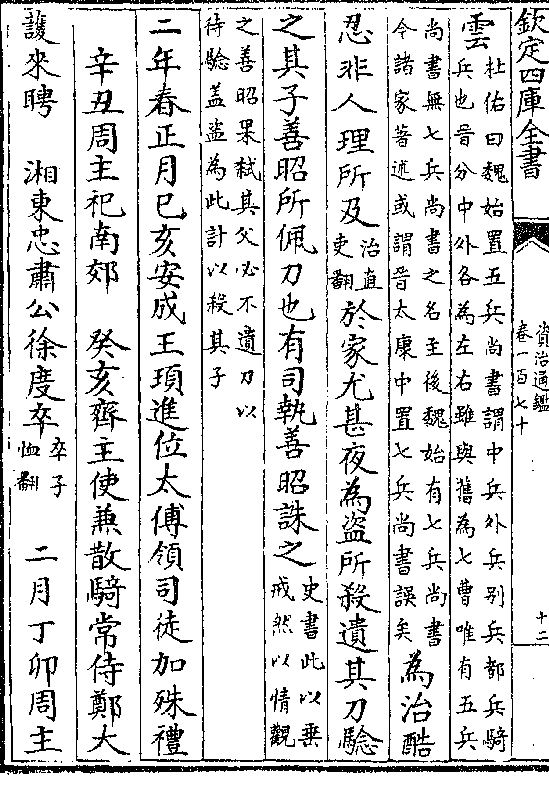 欽定四庫全書
資治通鑑
卷一百七十
十二
雲
杜佑曰魏始置五兵尚書謂中兵外兵别兵都兵騎
兵也晉分中外各為左右雖與舊為七曹唯有五兵
尚書無七兵尚書之名至後魏始有七兵尚書
今諸家著述或謂晉太康中置七兵尚書誤矣
為治酷
忍非人理所及
治直
吏翻
於家尤甚夜為盜所殺遺其刀驗
之其子善昭所佩刀也有司執善昭誅之
史書此以垂
戒然以情觀
之善昭果弑其父必不遺刀以
待驗盖盜為此計以殺其子
二年春正月己亥安成王頊進位太傅領司徒加殊禮
辛丑周主祀南郊　癸亥齊主使兼散騎常侍鄭大
護來聘　湘東忠肅公徐度卒
卒子
恤翻
二月丁卯周主